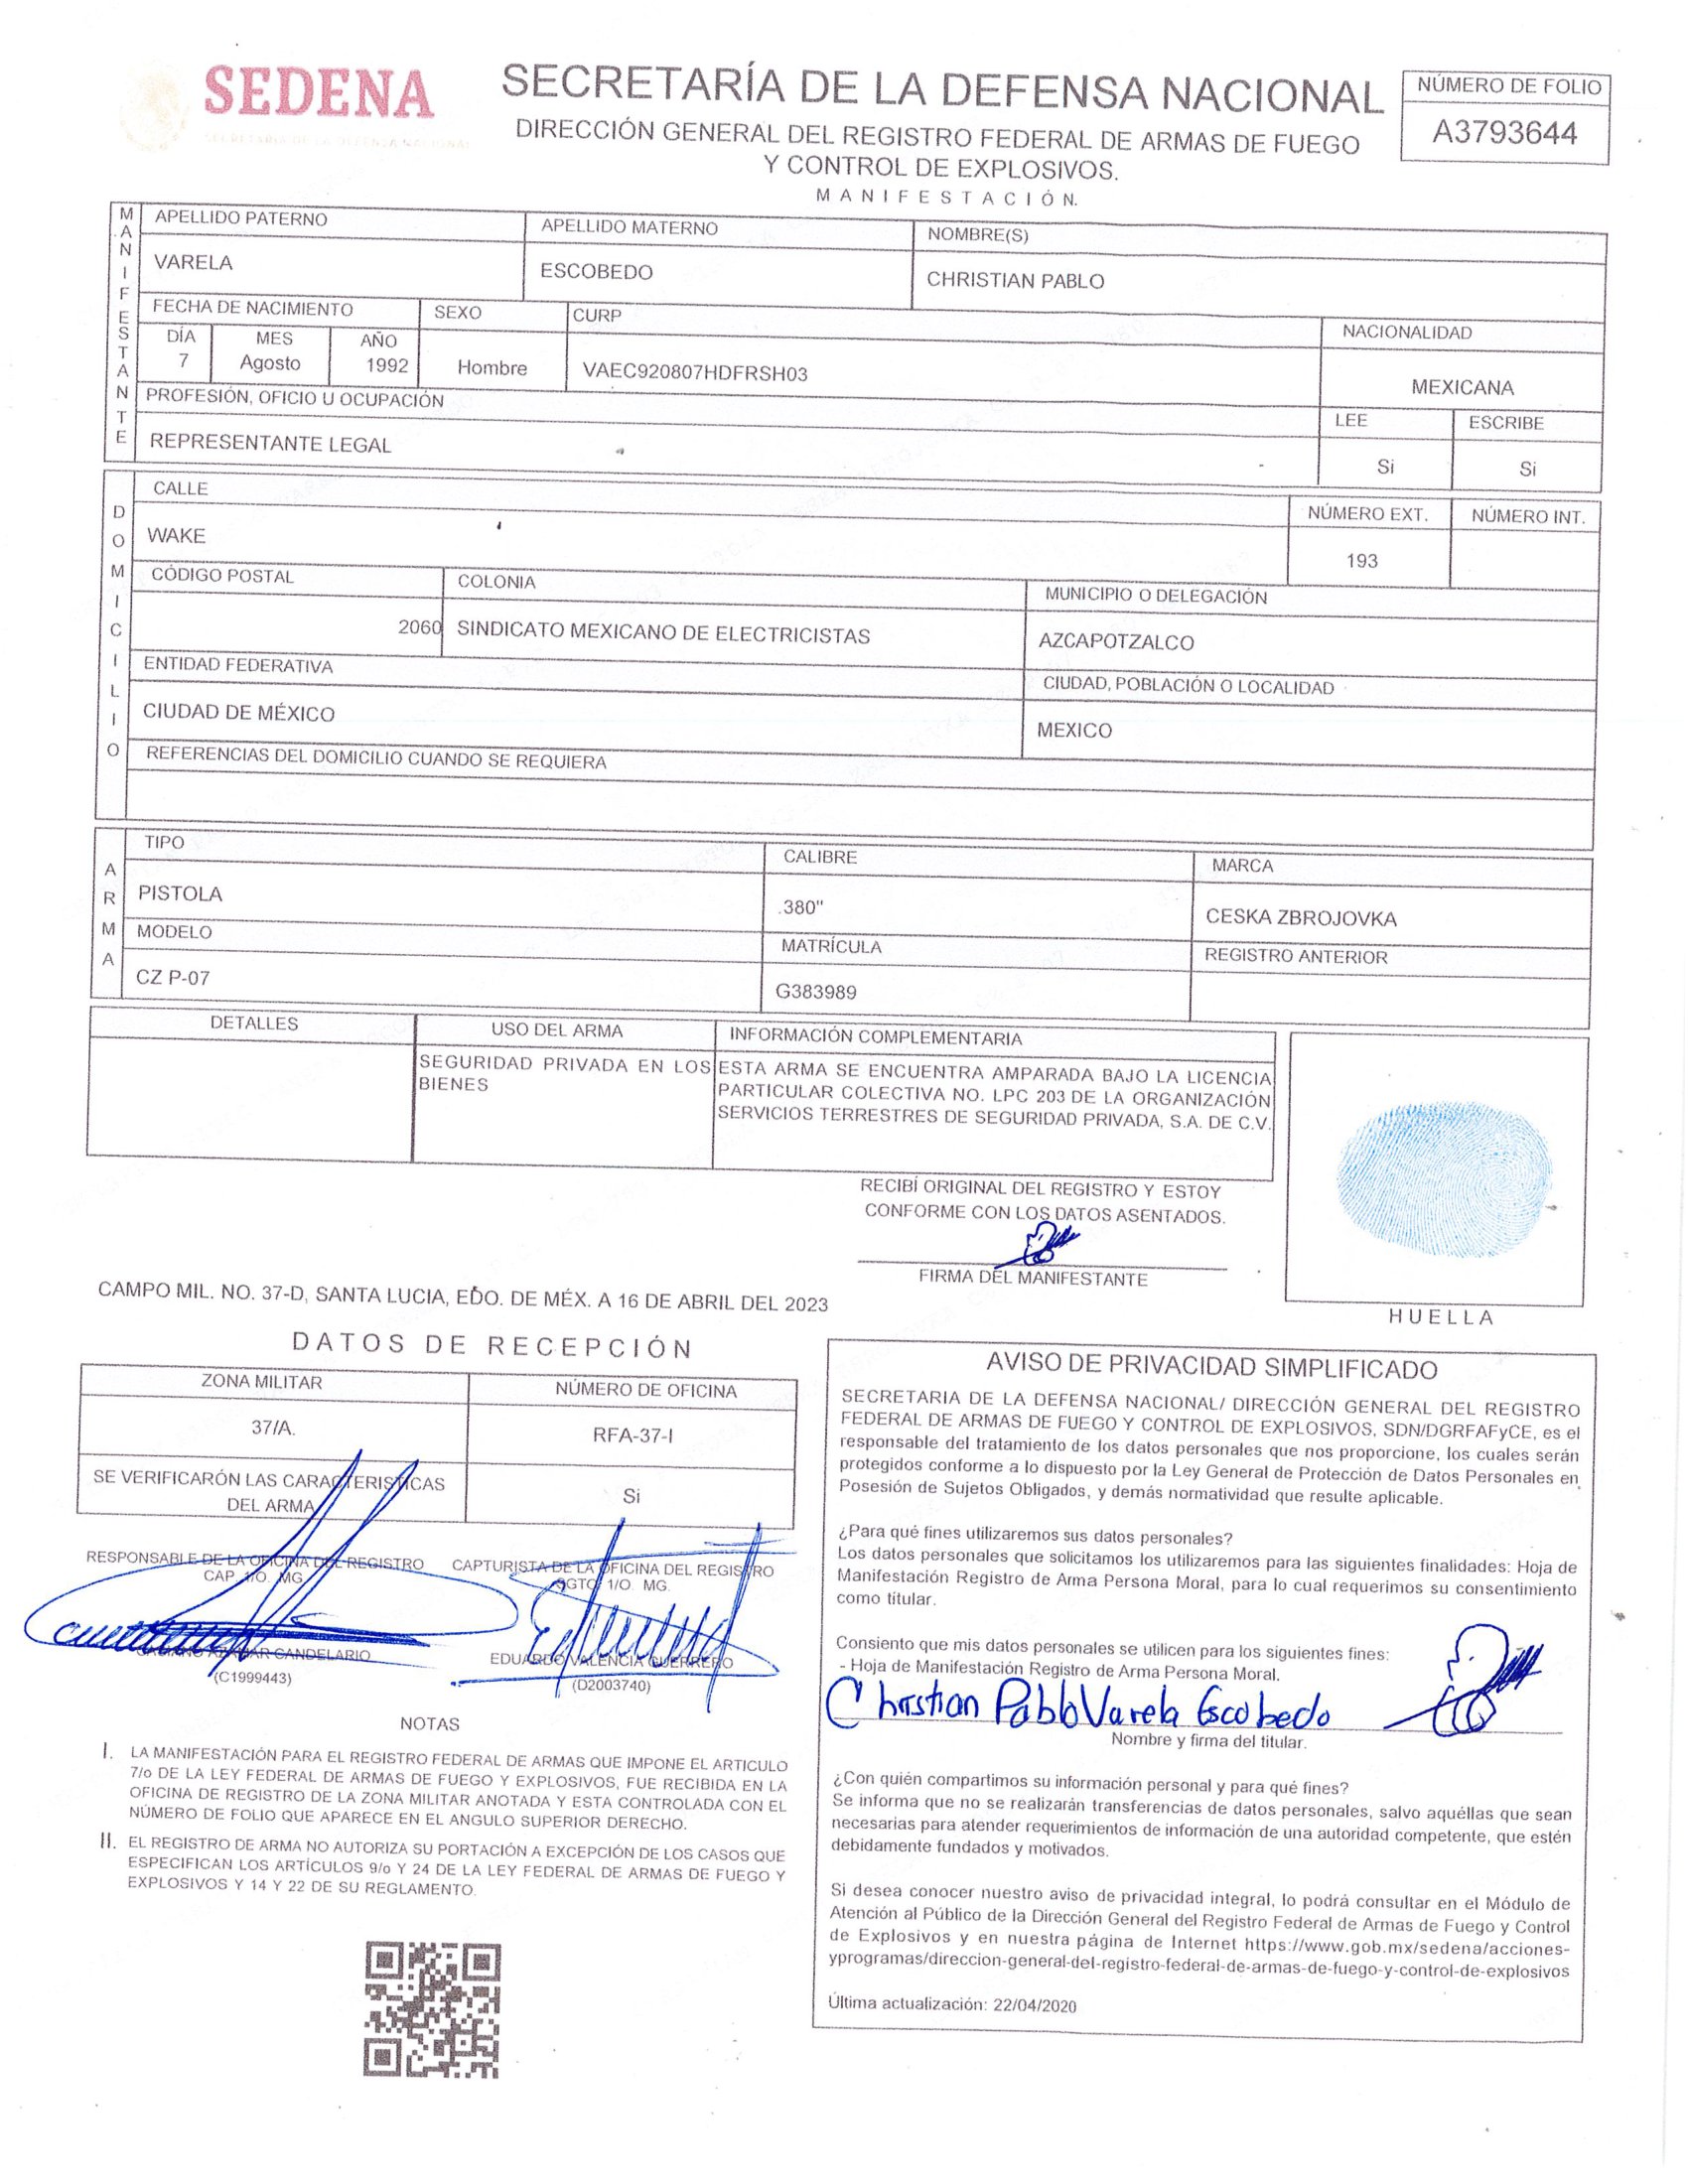 SEDENA
SECRETARÍA DE LA DEFENSA NACIONAL
SECRETARÍA DE LA DEFENSA NACIONAL
DIRECCIÓN GENERAL DEL REGISTRO FEDERAL DE ARMAS DE FUEGO
Y CONTROL DE EXPLOSIVOS.
MANIFESTACIÓN.
NÚMERO DE FOLIO
A3793644
MANIFESTANTE
APELLIDO PATERNO APELLIDO MATERNO NOMBRE(S)
VARELA ESCOBEDO CHRISTIAN PABLO
FECHA DE NACIMIENTO SEXO CURP NACIONALIDAD
DÍA MES AÑO
7 Agosto 1992 Hombre VAEC920807HDFRSH03 MEXICANA
PROFESIÓN, OFICIO U OCUPACIÓN LEE ESCRIBE
REPRESENTANTE LEGAL Si Si
DOMICILIO
CALLE NÚMERO EXT. NÚMERO INT.
WAKE 193
CÓDIGO POSTAL COLONIA MUNICIPIO O DELEGACIÓN
2060 SINDICATO MEXICANO DE ELECTRICISTAS AZCAPOTZALCO
ENTIDAD FEDERATIVA CIUDAD, POBLACIÓN O LOCALIDAD
CIUDAD DE MÉXICO MEXICO
REFERENCIAS DEL DOMICILIO CUANDO SE REQUIERA
ARMA
TIPO CALIBRE MARCA
PISTOLA .380" CESKA ZBROJOVKA
MODELO MATRÍCULA REGISTRO ANTERIOR
CZ P-07 G383989
DETALLES USO DEL ARMA INFORMACIÓN COMPLEMENTARIA
SEGURIDAD PRIVADA EN LOS BIENES
ESTA ARMA SE ENCUENTRA AMPARADA BAJO LA LICENCIA
PARTICULAR COLECTIVA NO. LPC 203 DE LA ORGANIZACIÓN
SERVICIOS TERRESTRES DE SEGURIDAD PRIVADA, S.A. DE C.V.
RECIBÍ ORIGINAL DEL REGISTRO Y ESTOY
CONFORME CON LOS DATOS ASENTADOS.
FIRMA DEL MANIFESTANTE
HUELLA
CAMPO MIL. NO. 37-D, SANTA LUCIA, EDO. DE MÉX. A 16 DE ABRIL DEL 2023
DATOS DE RECEPCIÓN
ZONA MILITAR NÚMERO DE OFICINA
37/A. RFA-37-I
SE VERIFICARÓN LAS CARACTERISTICAS
DEL ARMA
Si
RESPONSABLE DE LA OFICINA DEL REGISTRO
CAP. 1/O. MG.
CANDELARIO
(C1999443)
CAPTURISTA DE LA OFICINA DEL REGISTRO
SGTO. 1/O. MG.
EDUARDO VALENCIA GUERRERO
(D2003740)
NOTAS
I. LA MANIFESTACIÓN PARA EL REGISTRO FEDERAL DE ARMAS QUE IMPONE EL ARTICULO
7/o DE LA LEY FEDERAL DE ARMAS DE FUEGO Y EXPLOSIVOS, FUE RECIBIDA EN LA
OFICINA DE REGISTRO DE LA ZONA MILITAR ANOTADA Y ESTA CONTROLADA CON EL
NÚMERO DE FOLIO QUE APARECE EN EL ANGULO SUPERIOR DERECHO.
II. EL REGISTRO DE ARMA NO AUTORIZA SU PORTACIÓN A EXCEPCIÓN DE LOS CASOS QUE
ESPECIFICAN LOS ARTÍCULOS 9/o Y 24 DE LA LEY FEDERAL DE ARMAS DE FUEGO Y
EXPLOSIVOS Y 14 Y 22 DE SU REGLAMENTO.
AVISO DE PRIVACIDAD SIMPLIFICADO
SECRETARIA DE LA DEFENSA NACIONAL/ DIRECCIÓN GENERAL DEL REGISTRO
FEDERAL DE ARMAS DE FUEGO Y CONTROL DE EXPLOSIVOS, SDN/DGRFAFyCE, es el
responsable del tratamiento de los datos personales que nos proporcione, los cuales serán
protegidos conforme a lo dispuesto por la Ley General de Protección de Datos Personales en
Posesión de Sujetos Obligados, y demás normatividad que resulte aplicable.
¿Para qué fines utilizaremos sus datos personales?
Los datos personales que solicitamos los utilizaremos para las siguientes finalidades: Hoja de
Manifestación Registro de Arma Persona Moral, para lo cual requerimos su consentimiento
como titular.
Consiento que mis datos personales se utilicen para los siguientes fines:
- Hoja de Manifestación Registro de Arma Persona Moral.
Christian Pablo Varela Escobedo
Nombre y firma del titular.
¿Con quién compartimos su información personal y para qué fines?
Se informa que no se realizarán transferencias de datos personales, salvo aquéllas que sean
necesarias para atender requerimientos de información de una autoridad competente, que estén
debidamente fundados y motivados.
Si desea conocer nuestro aviso de privacidad integral, lo podrá consultar en el Módulo de
Atención al Público de la Dirección General del Registro Federal de Armas de Fuego y Control
de Explosivos y en nuestra página de Internet https://www.gob.mx/sedena/acciones-
yprogramas/direccion-general-del-registro-federal-de-armas-de-fuego-y-control-de-explosivos
Última actualización: 22/04/2020